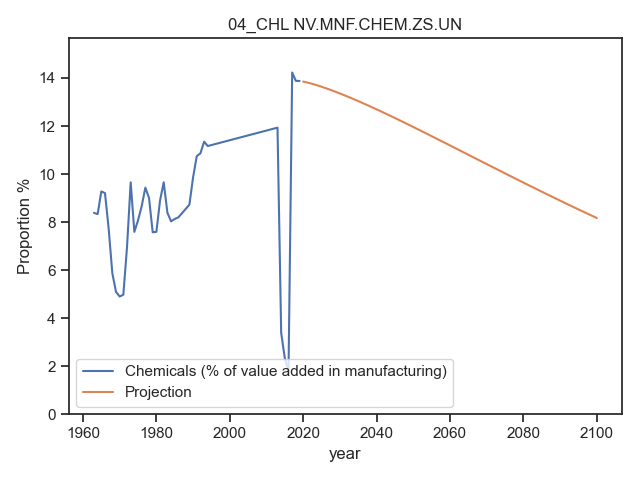 04_CHL NV.MNF.CHEM.ZS.UN
Proportion %
14
12
10
8
6
4
2
0
Chemicals (% of value added in manufacturing)
Projection
1960 1980 2000 2020 2040 2060 2080 2100
year